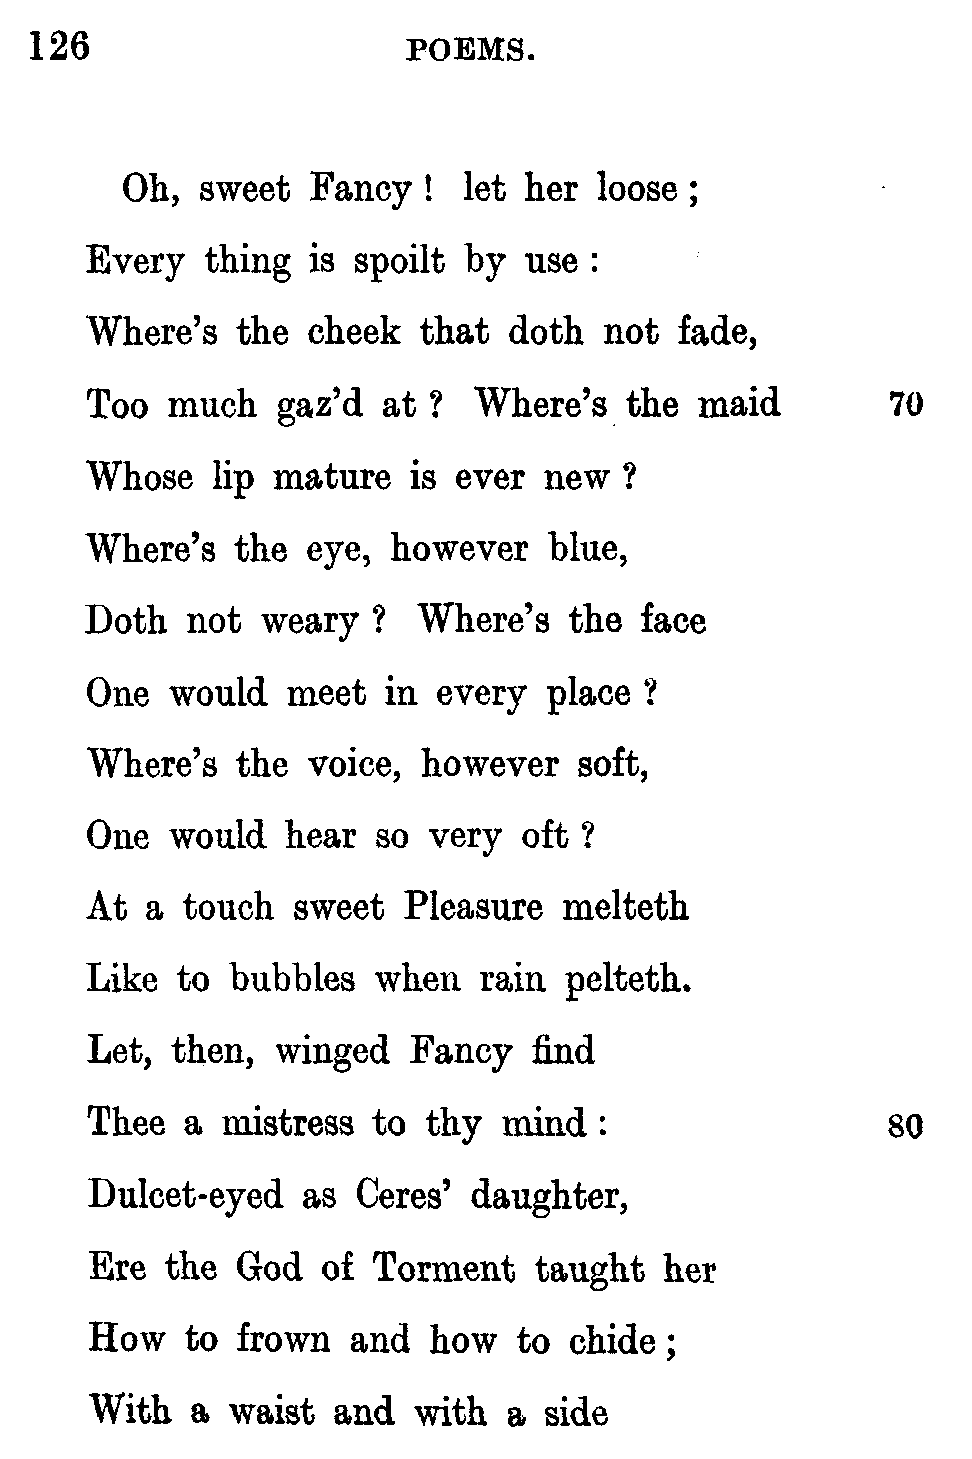 126 POEMS.
Oh, sweet Fancy! let her loose;
Every thing is spoilt by use:
Where's the cheek that doth not fade,
Too much gaz'd at? Where's the maid 70
Whose lip mature is ever new?
Where's the eye, however blue,
Doth not weary? Where's the face
One would meet in every place?
Where's the voice, however soft,
One would hear so very oft?
At a touch sweet Pleasure melteth
Like to bubbles when rain pelteth.
Let, then, winged Fancy find
Thee a mistress to thy mind: 80
Dulcet-eyed as Ceres' daughter,
Ere the God of Torment taught her
How to frown and how to chide;
With a waist and with a side